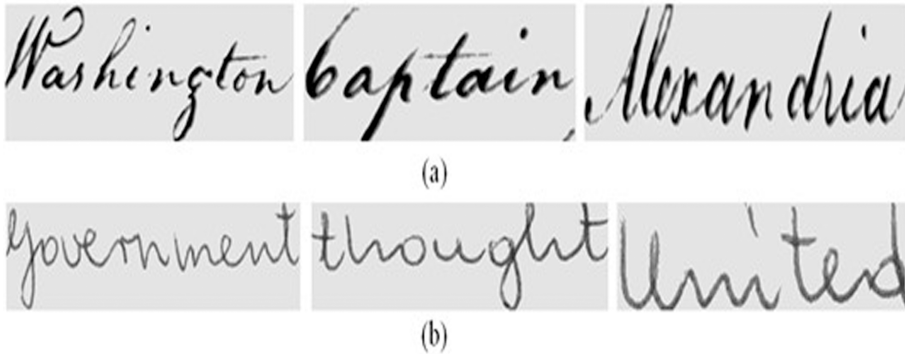 Washington Captain Alexandria
(a)
Government thought United
(b)